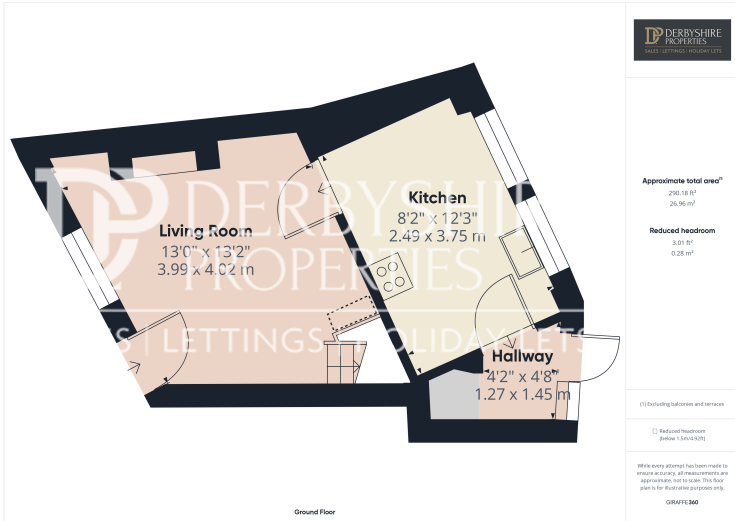 DERBYSHIRE
PROPERTIES
SALES | LETTINGS | HOLIDAY LETS
Kitchen
8'2" x 12'3"
2.49 x 3.75 m
Living Room
13'0" x 13'2"
3.99 x 4.02 m
Hallway
4'2" x 4'8"
1.27 x 1.45 m
Ground Floor
DERBYSHIRE
PROPERTIES
SALES | LETTINGS | HOLIDAY LETS
Approximate total area(1)
290.18 ft²
26.96 m²
Reduced headroom
3.01 ft²
0.28 m²
(1) Excluding balconies and terraces
Reduced headroom
(below 1.5m/4.92ft)
While every attempt has been made to
ensure accuracy, all measurements are
approximate, not to scale. This floor
plan is for illustrative purposes only.
GIRAFFE360